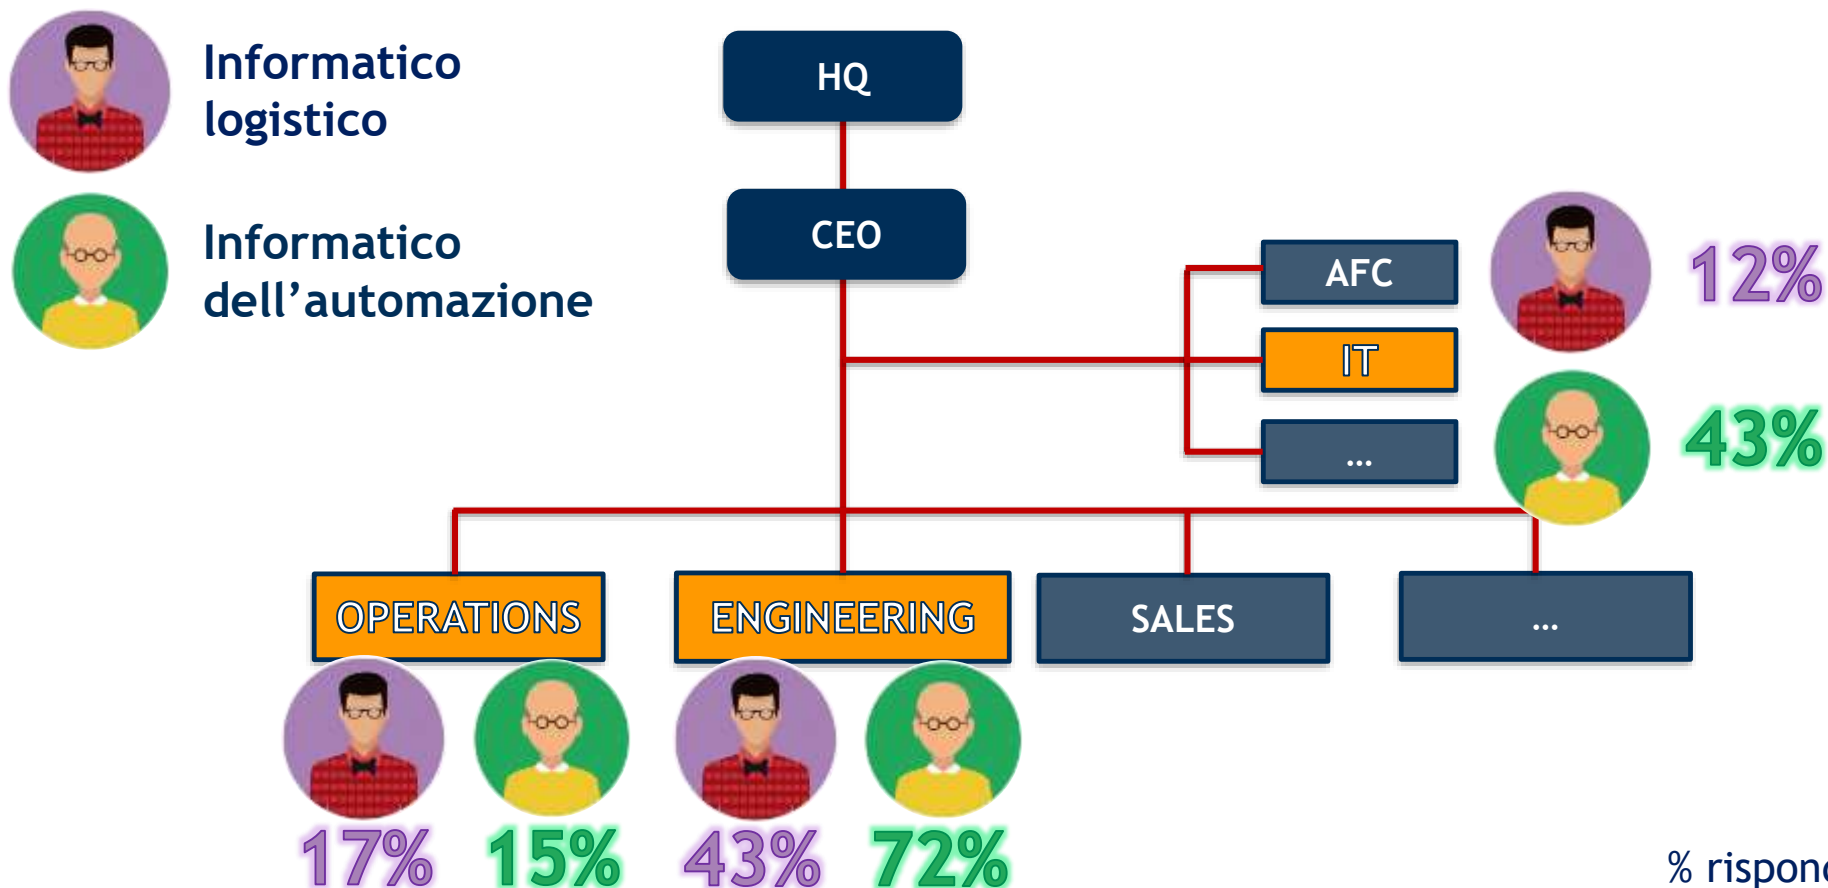 Informatico
logistico
HQ
Informatico
dell’automazione
CEO
AFC
12%
IT
...
43%
OPERATIONS
ENGINEERING
SALES
...
17%
15%
43%
72%
%